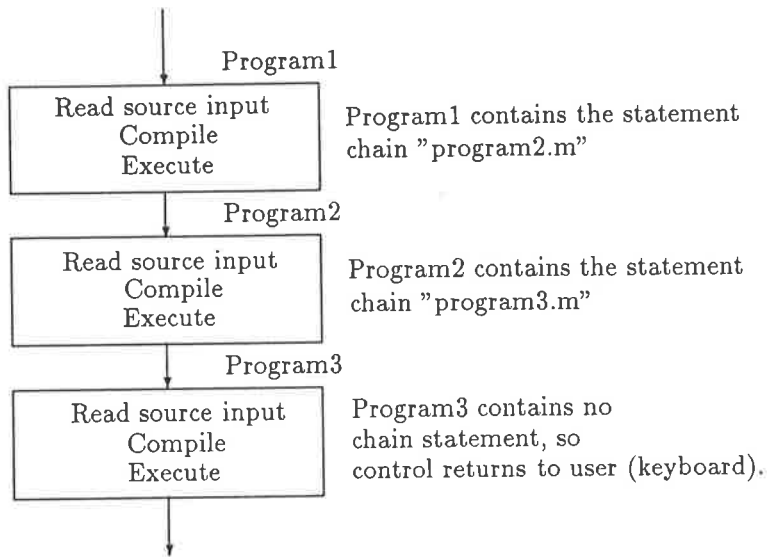 Program1
Read source input
Compile
Execute
Program1 contains the statement
chain "program2.m"
Program2
Read source input
Compile
Execute
Program2 contains the statement
chain "program3.m"
Program3
Read source input
Compile
Execute
Program3 contains no
chain statement, so
control returns to user (keyboard).